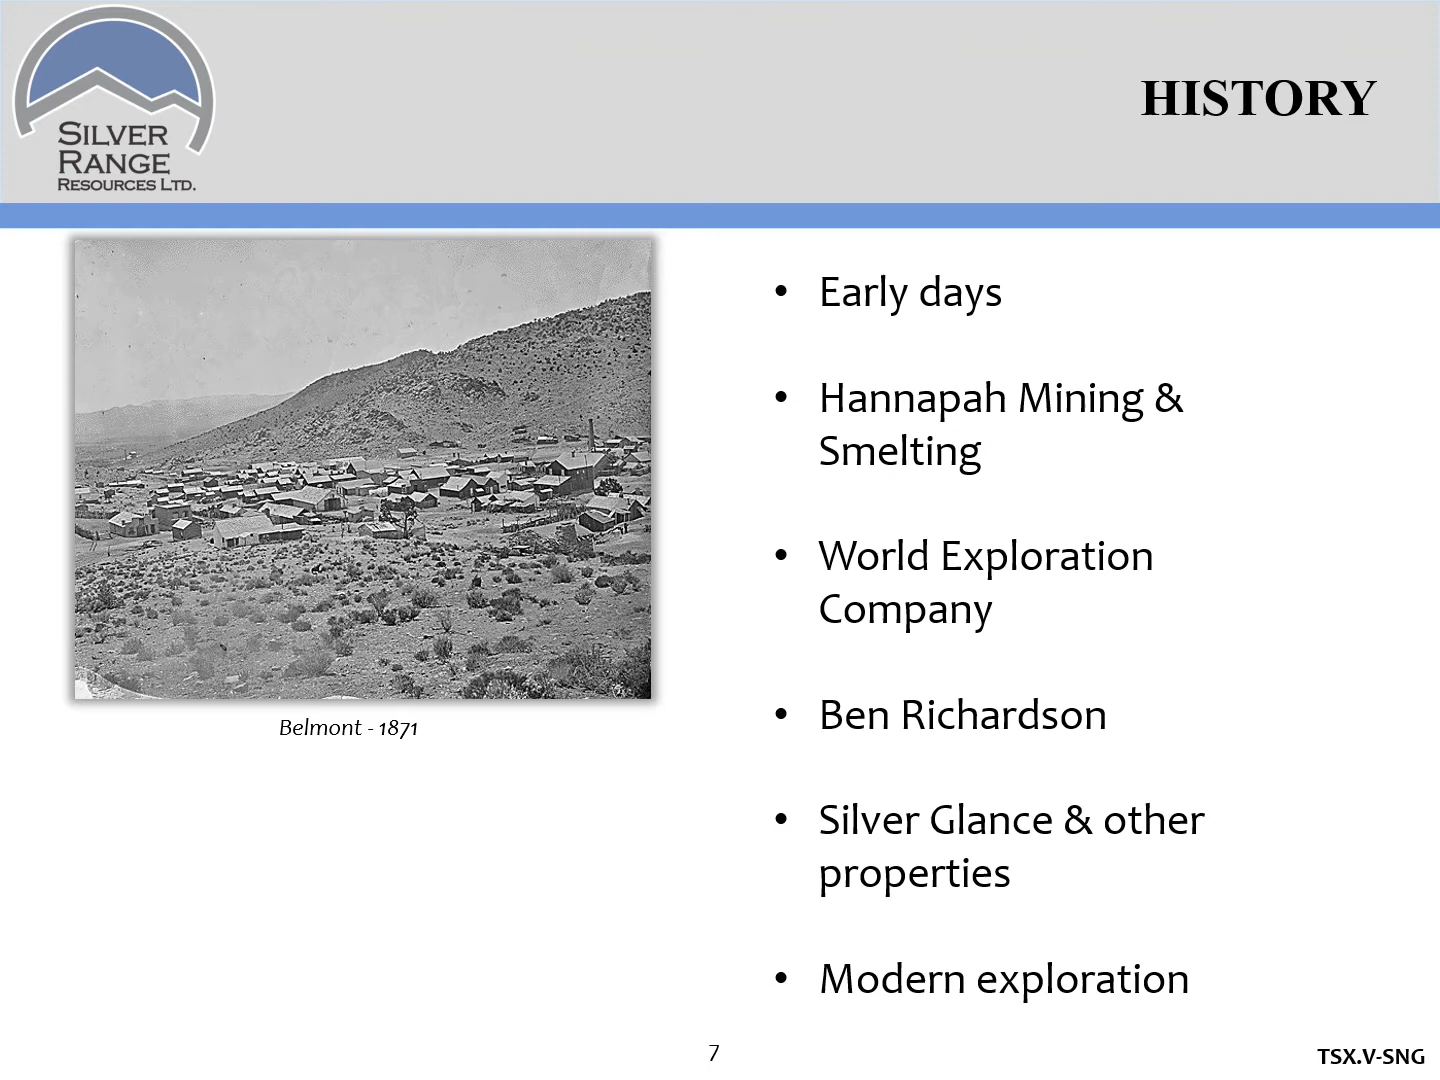 SILVER
RANGE
RESOURCES LTD.
HISTORY
Belmont - 1871
• Early days
• Hannapah Mining &
Smelting
• World Exploration
Company
• Ben Richardson
• Silver Glance & other
properties
• Modern exploration
7
TSX.V-SNG